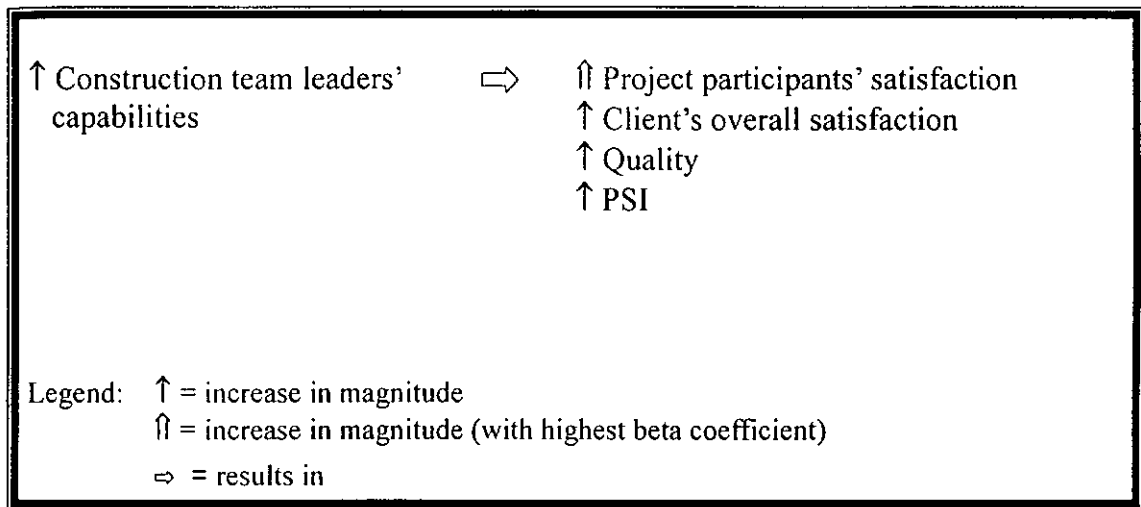 ↑ Construction team leaders' ⇨ ⇑ Project participants' satisfaction
capabilities ↑ Client's overall satisfaction
↑ Quality
↑ PSI
Legend: ↑ = increase in magnitude
⇑ = increase in magnitude (with highest beta coefficient)
⇨ = results in